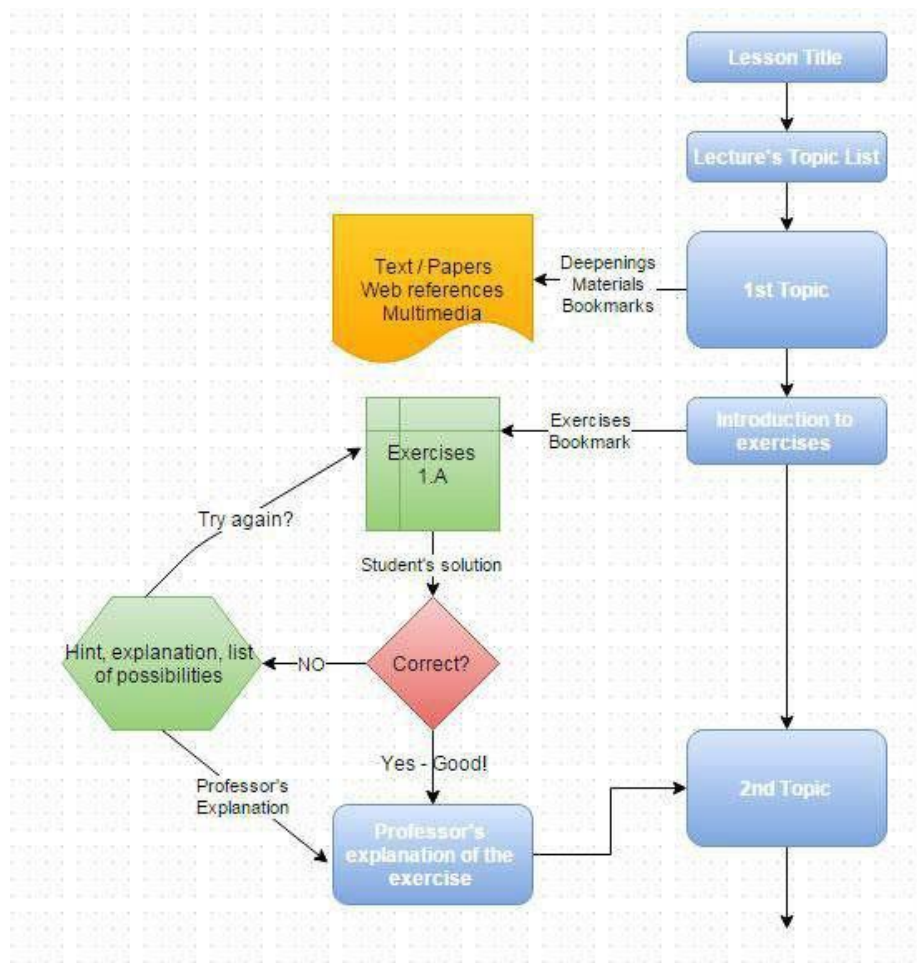 Lesson Title
Lecture's Topic List
1st Topic
Deepenings
Materials
Bookmarks
Text / Papers
Web references
Multimedia
Introduction to
exercises
Exercises
Bookmark
Exercises
1.A
Try again?
Student's solution
Correct?
NO
Hint, explanation, list
of possibilities
Yes - Good!
Professor's
Explanation
Professor's
explanation of the
exercise
2nd Topic